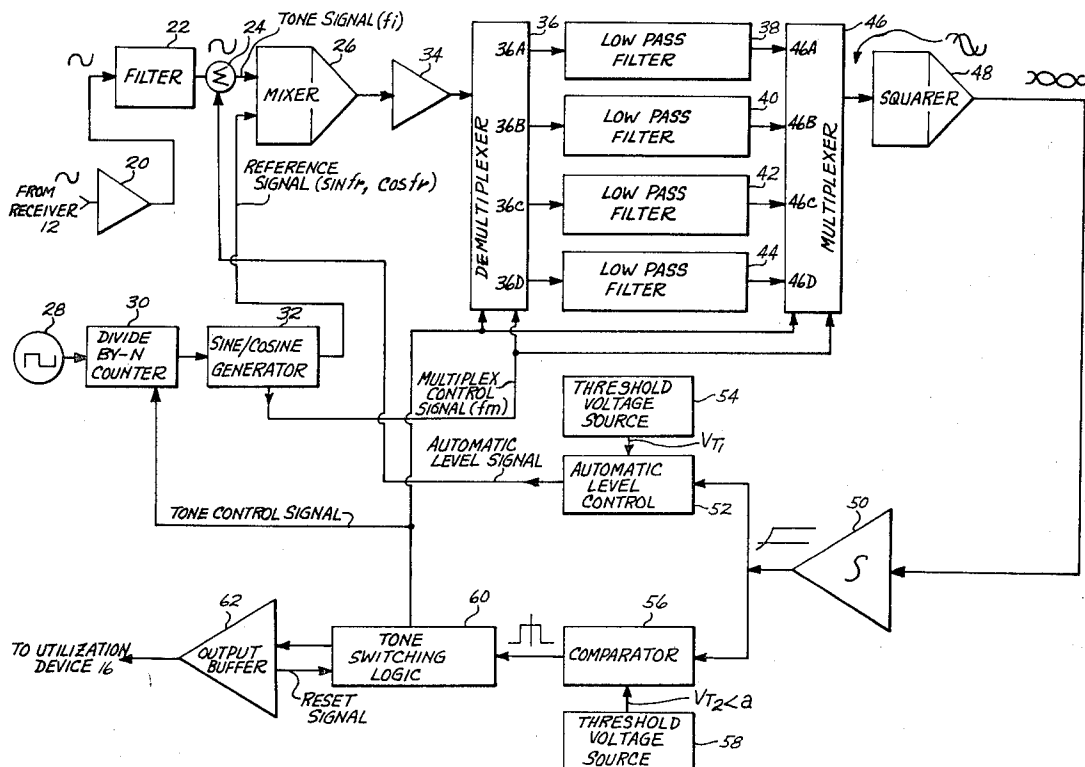 22
FILTER
24
TONE SIGNAL (fi)
26
MIXER
34
20
FROM
RECEIVER
12
REFERENCE
SIGNAL (sin fr, cos fr)
36
DEMULTIPLEXER
36A
36B
36C
36D
38
LOW PASS
FILTER
40
LOW PASS
FILTER
42
LOW PASS
FILTER
44
LOW PASS
FILTER
46
MULTIPLEXER
46A
46B
46C
46D
48
SQUARER
28
30
DIVIDE
BY-N
COUNTER
32
SINE/COSINE
GENERATOR
MULTIPLEX
CONTROL
SIGNAL (fm)
THRESHOLD
VOLTAGE
SOURCE
54
VT1
AUTOMATIC
LEVEL SIGNAL
AUTOMATIC
LEVEL
CONTROL
52
TONE CONTROL SIGNAL
50
S
62
OUTPUT
BUFFER
TO UTILIZATION
DEVICE 16
RESET
SIGNAL
60
TONE
SWITCHING
LOGIC
56
COMPARATOR
VT2<a
THRESHOLD
VOLTAGE
SOURCE
58